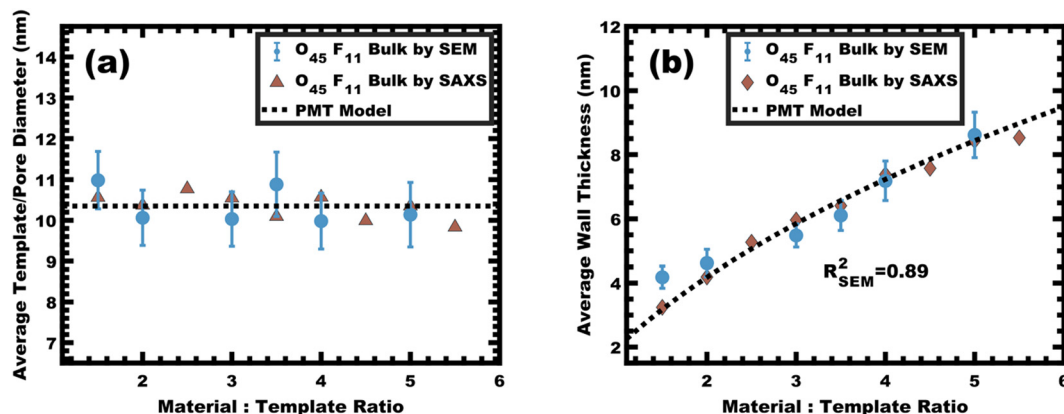 (a)
O45 F11 Bulk by SEM
O45 F11 Bulk by SAXS
PMT Model
Average Template/Pore Diameter (nm)
14
13
12
11
10
9
8
7
2
3
4
5
6
Material : Template Ratio
(b)
O45 F11 Bulk by SEM
O45 F11 Bulk by SAXS
PMT Model
Average Wall Thickness (nm)
12
10
8
6
4
2
R²SEM=0.89
2
3
4
5
6
Material : Template Ratio